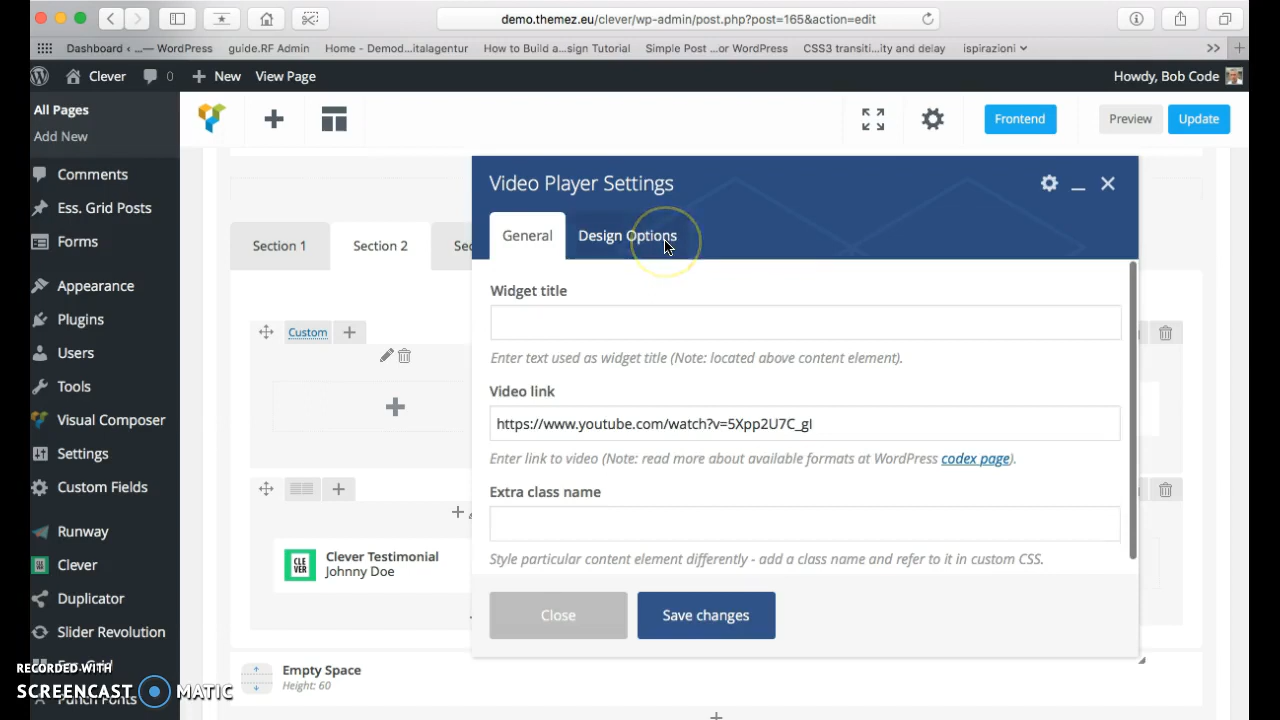 demo.themez.eu/clever/wp-admin/post.php?post=165&action=edit
Dashboard ‹ ...— WordPress
guide.RF Admin
Home - Demod...italagentur
How to Build a...sign Tutorial
Simple Post ...or WordPress
CSS3 transiti...ity and delay
ispirazioni
Clever
0
New
View Page
Howdy, Bob Code
All Pages
Add New
Comments
Ess. Grid Posts
Forms
Appearance
Plugins
Users
Tools
Visual Composer
Settings
Custom Fields
Runway
Clever
Duplicator
Slider Revolution
Punch Fonts
Frontend
Preview
Update
Section 1
Section 2
Sec
Custom
Video Player Settings
General
Design Options
Widget title
Enter text used as widget title (Note: located above content element).
Video link
https://www.youtube.com/watch?v=5Xpp2U7C_gI
Enter link to video (Note: read more about available formats at WordPress codex page).
Extra class name
Style particular content element differently - add a class name and refer to it in custom CSS.
Close
Save changes
CLE
VER
Clever Testimonial
Johnny Doe
Empty Space
Height: 60
RECORDED WITH
SCREENCAST MATIC